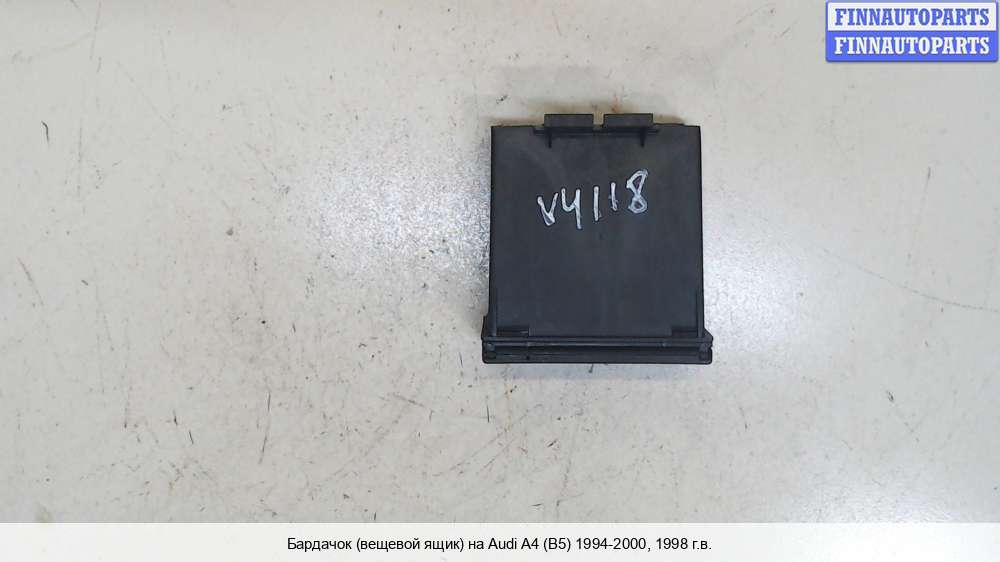 FINNAUTOPARTS
FINNAUTOPARTS
V4118
Бардачок (вещевой ящик) на Audi A4 (B5) 1994-2000, 1998 г.в.